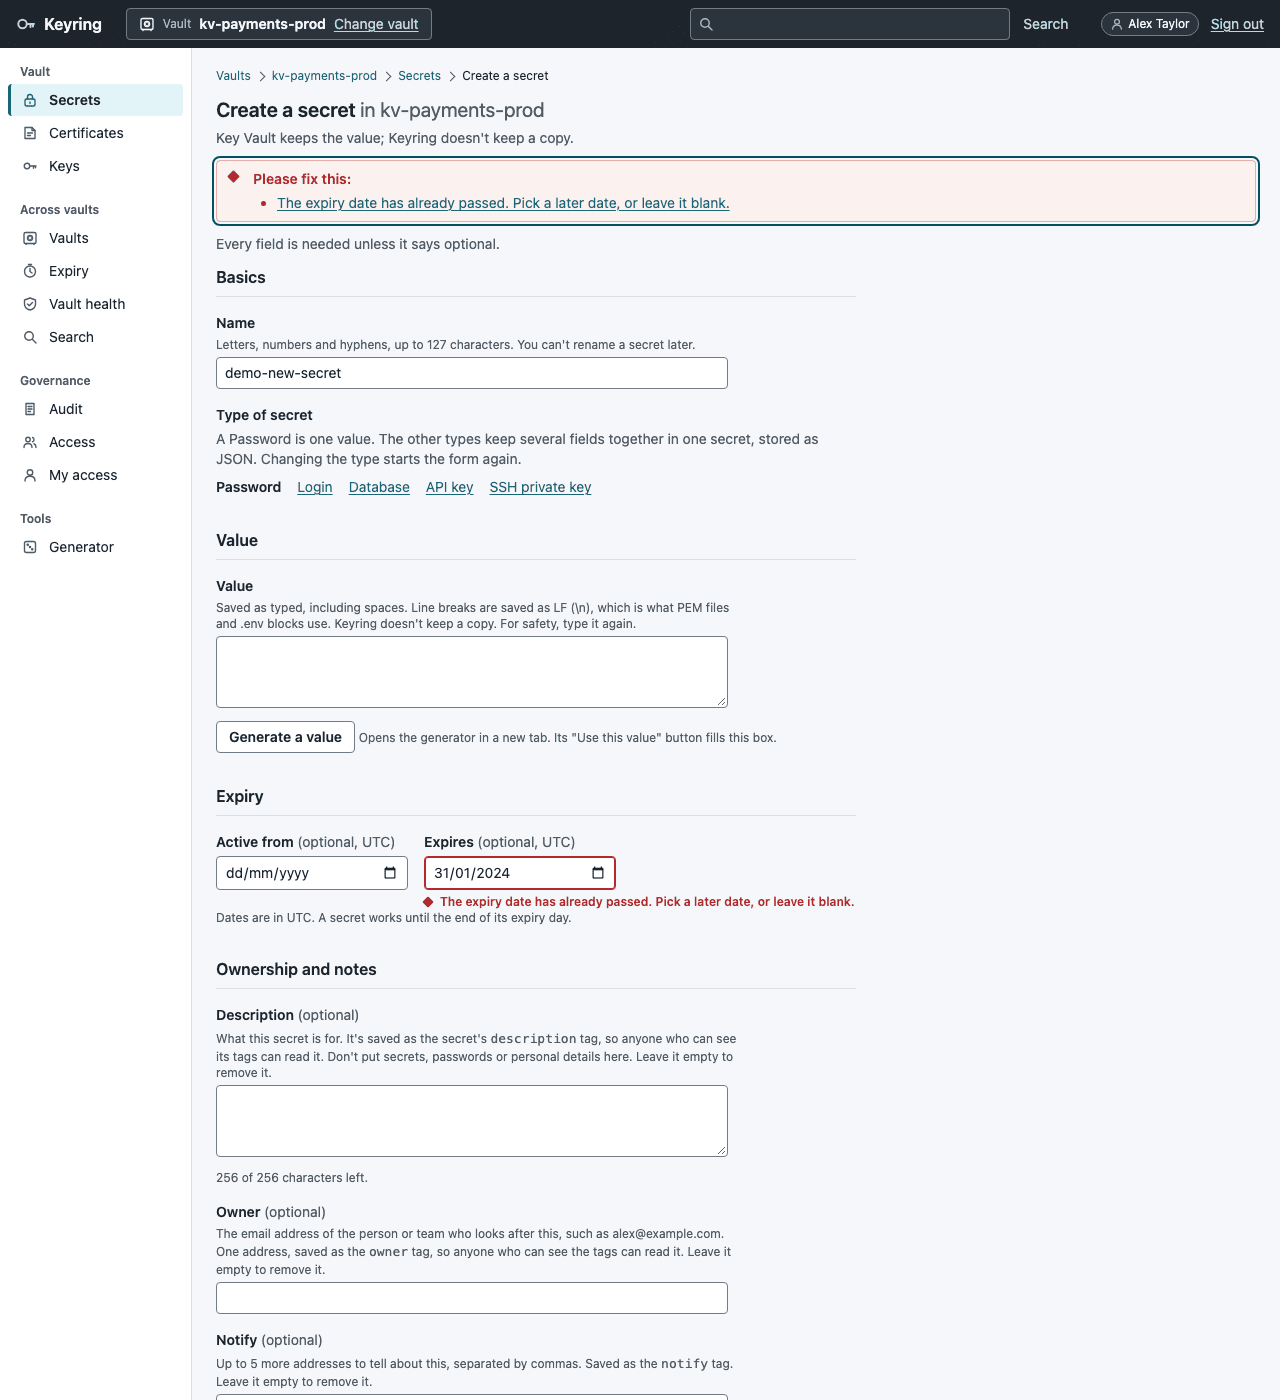 Keyring
Vault kv-payments-prod Change vault
Search
Alex Taylor
Sign out
Vault
Secrets
Certificates
Keys
Across vaults
Vaults
Expiry
Vault health
Search
Governance
Audit
Access
My access
Tools
Generator
Vaults > kv-payments-prod > Secrets > Create a secret
Create a secret in kv-payments-prod
Key Vault keeps the value; Keyring doesn't keep a copy.
Please fix this:
• The expiry date has already passed. Pick a later date, or leave it blank.
Every field is needed unless it says optional.
Basics
Name
Letters, numbers and hyphens, up to 127 characters. You can't rename a secret later.
demo-new-secret
Type of secret
A Password is one value. The other types keep several fields together in one secret, stored as
JSON. Changing the type starts the form again.
Password Login Database API key SSH private key
Value
Value
Saved as typed, including spaces. Line breaks are saved as LF (\n), which is what PEM files
and .env blocks use. Keyring doesn't keep a copy. For safety, type it again.
Generate a value Opens the generator in a new tab. Its "Use this value" button fills this box.
Expiry
Active from (optional, UTC) Expires (optional, UTC)
dd/mm/yyyy 31/01/2024
The expiry date has already passed. Pick a later date, or leave it blank.
Dates are in UTC. A secret works until the end of its expiry day.
Ownership and notes
Description (optional)
What this secret is for. It's saved as the secret's description tag, so anyone who can see
its tags can read it. Don't put secrets, passwords or personal details here. Leave it empty to
remove it.
256 of 256 characters left.
Owner (optional)
The email address of the person or team who looks after this, such as alex@example.com.
One address, saved as the owner tag, so anyone who can see the tags can read it. Leave it
empty to remove it.
Notify (optional)
Up to 5 more addresses to tell about this, separated by commas. Saved as the notify tag.
Leave it empty to remove it.